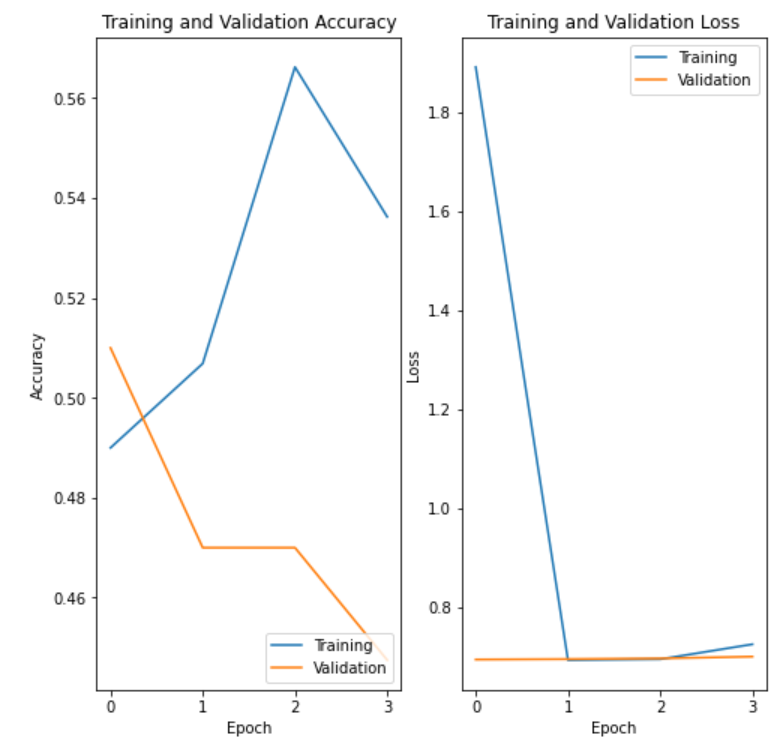 Training and Validation Accuracy
0.56
0.54
0.52
0.50
0.48
0.46
Accuracy
Training
Validation
0
1
2
3
Epoch
Training and Validation Loss
Training
Validation
1.8
1.6
1.4
1.2
1.0
0.8
Loss
0
1
2
3
Epoch